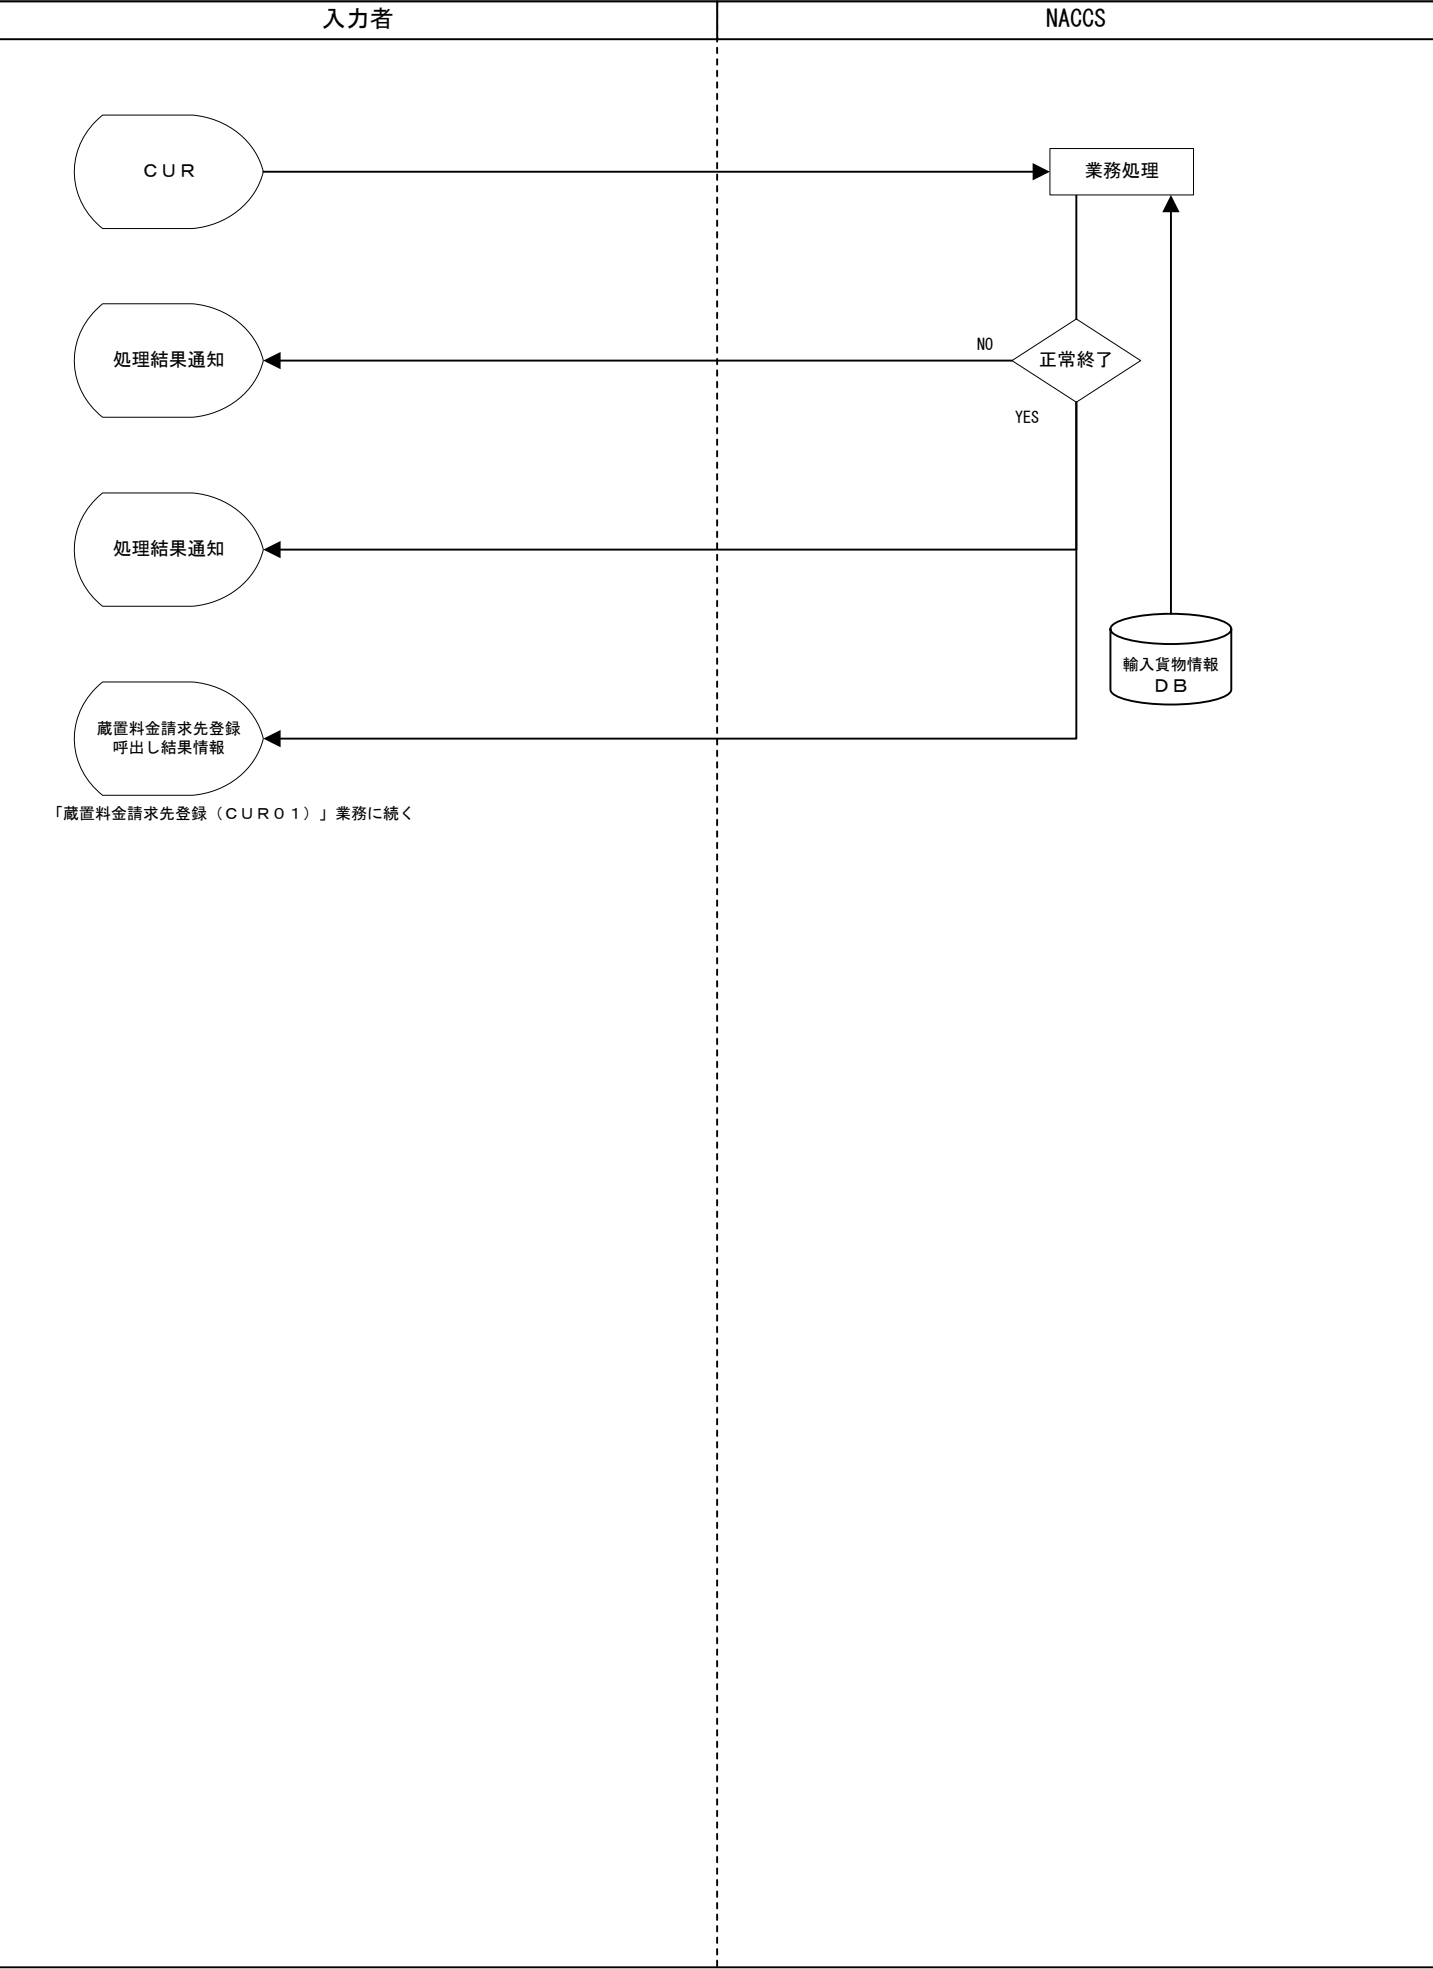 入力者
NACCS
ＣＵＲ
業務処理
処理結果通知
NO
正常終了
YES
処理結果通知
輸入貨物情報
ＤＢ
蔵置料金請求先登録
呼出し結果情報
「蔵置料金請求先登録（ＣＵＲ０１）」業務に続く